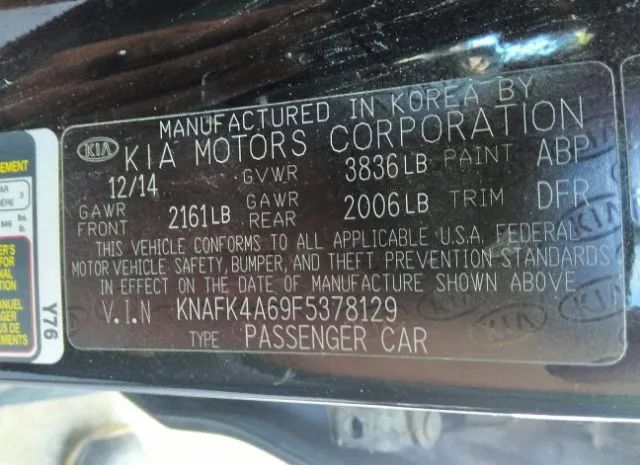 MANUFACTURED IN KOREA BY
KIA KIA MOTORS CORPORATION
12/14 GVWR 3836LB PAINT ABP
GAWR FRONT 2161LB GAWR REAR 2006LB TRIM DFR
THIS VEHICLE CONFORMS TO ALL APPLICABLE U.S.A. FEDERAL
MOTOR VEHICLE SAFETY, BUMPER, AND THEFT PREVENTION STANDARDS
IN EFFECT ON THE DATE OF MANUFACTURE SHOWN ABOVE
V.I.N KNAFK4A69F5378129
TYPE PASSENGER CAR
Y76